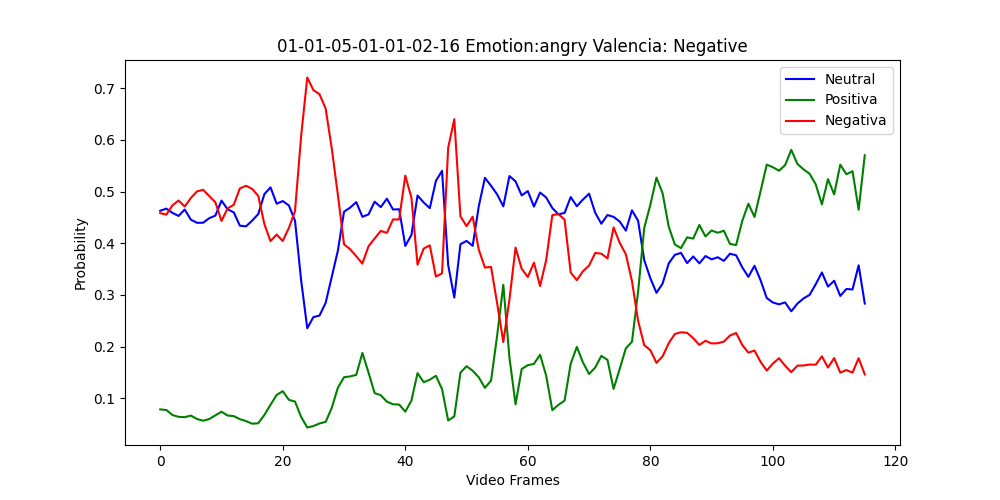 01-01-05-01-01-02-16 Emotion:angry Valencia: Negative
Neutral
Positiva
Negativa
Probability
0.7
0.6
0.5
0.4
0.3
0.2
0.1
0 20 40 60 80 100 120
Video Frames